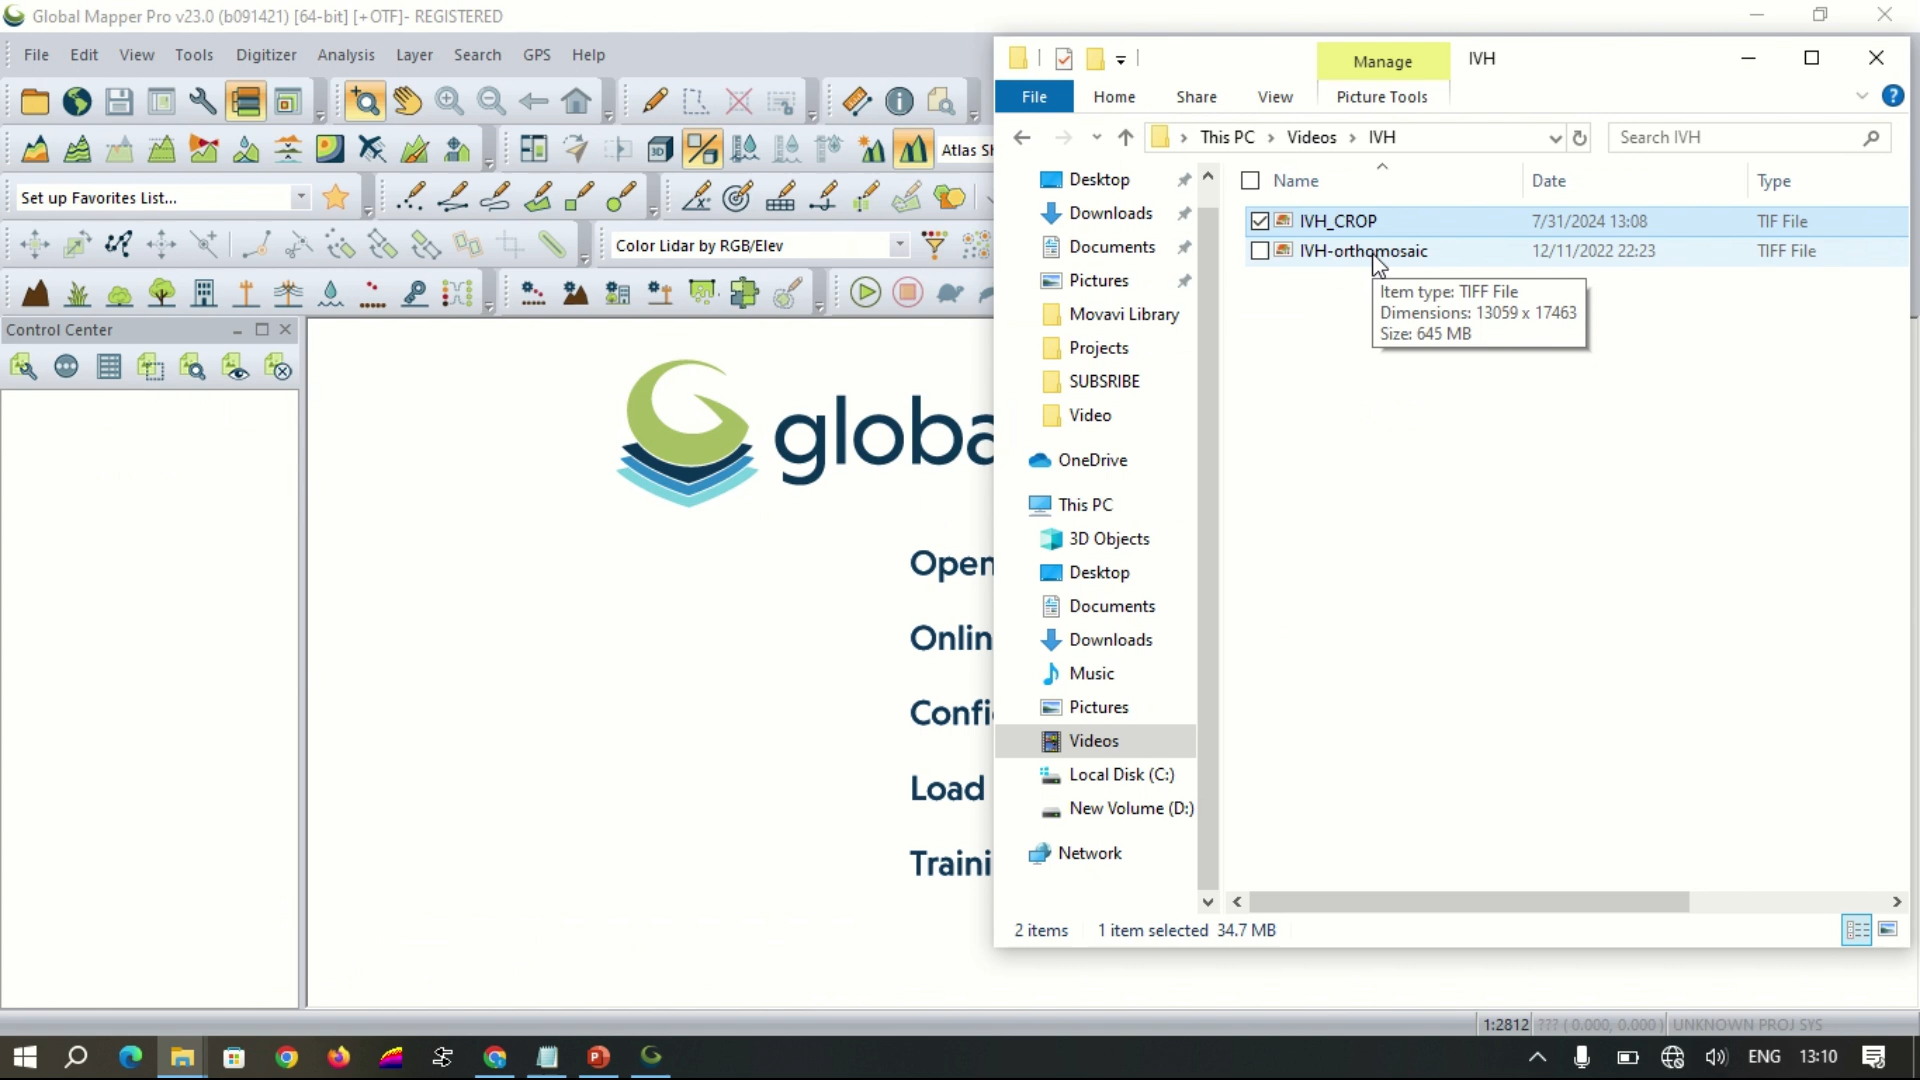 Global Mapper Pro v23.0 (b091421) [64-bit] [+OTF]- REGISTERED
File Edit View Tools Digitizer Analysis Layer Search GPS Help
Atlas Sh
Set up Favorites List...
Color Lidar by RGB/Elev
3D
Control Center
globa
Open
Onlin
Confi
Load
Traini
Manage IVH
File Home Share View Picture Tools
This PC Videos IVH Search IVH
Name Date Type
IVH_CROP 7/31/2024 13:08 TIF File
IVH-orthomosaic 12/11/2022 22:23 TIFF File
Item type: TIFF File
Dimensions: 13059 x 17463
Size: 645 MB
Desktop
Downloads
Documents
Pictures
Movavi Library
Projects
SUBSRIBE
Video
OneDrive
This PC
3D Objects
Desktop
Documents
Downloads
Music
Pictures
Videos
Local Disk (C:)
New Volume (D:)
Network
2 items 1 item selected 34.7 MB
1:2812 ??? ( 0.000, 0.000 ) UNKNOWN PROJ SYS
ENG 13:10